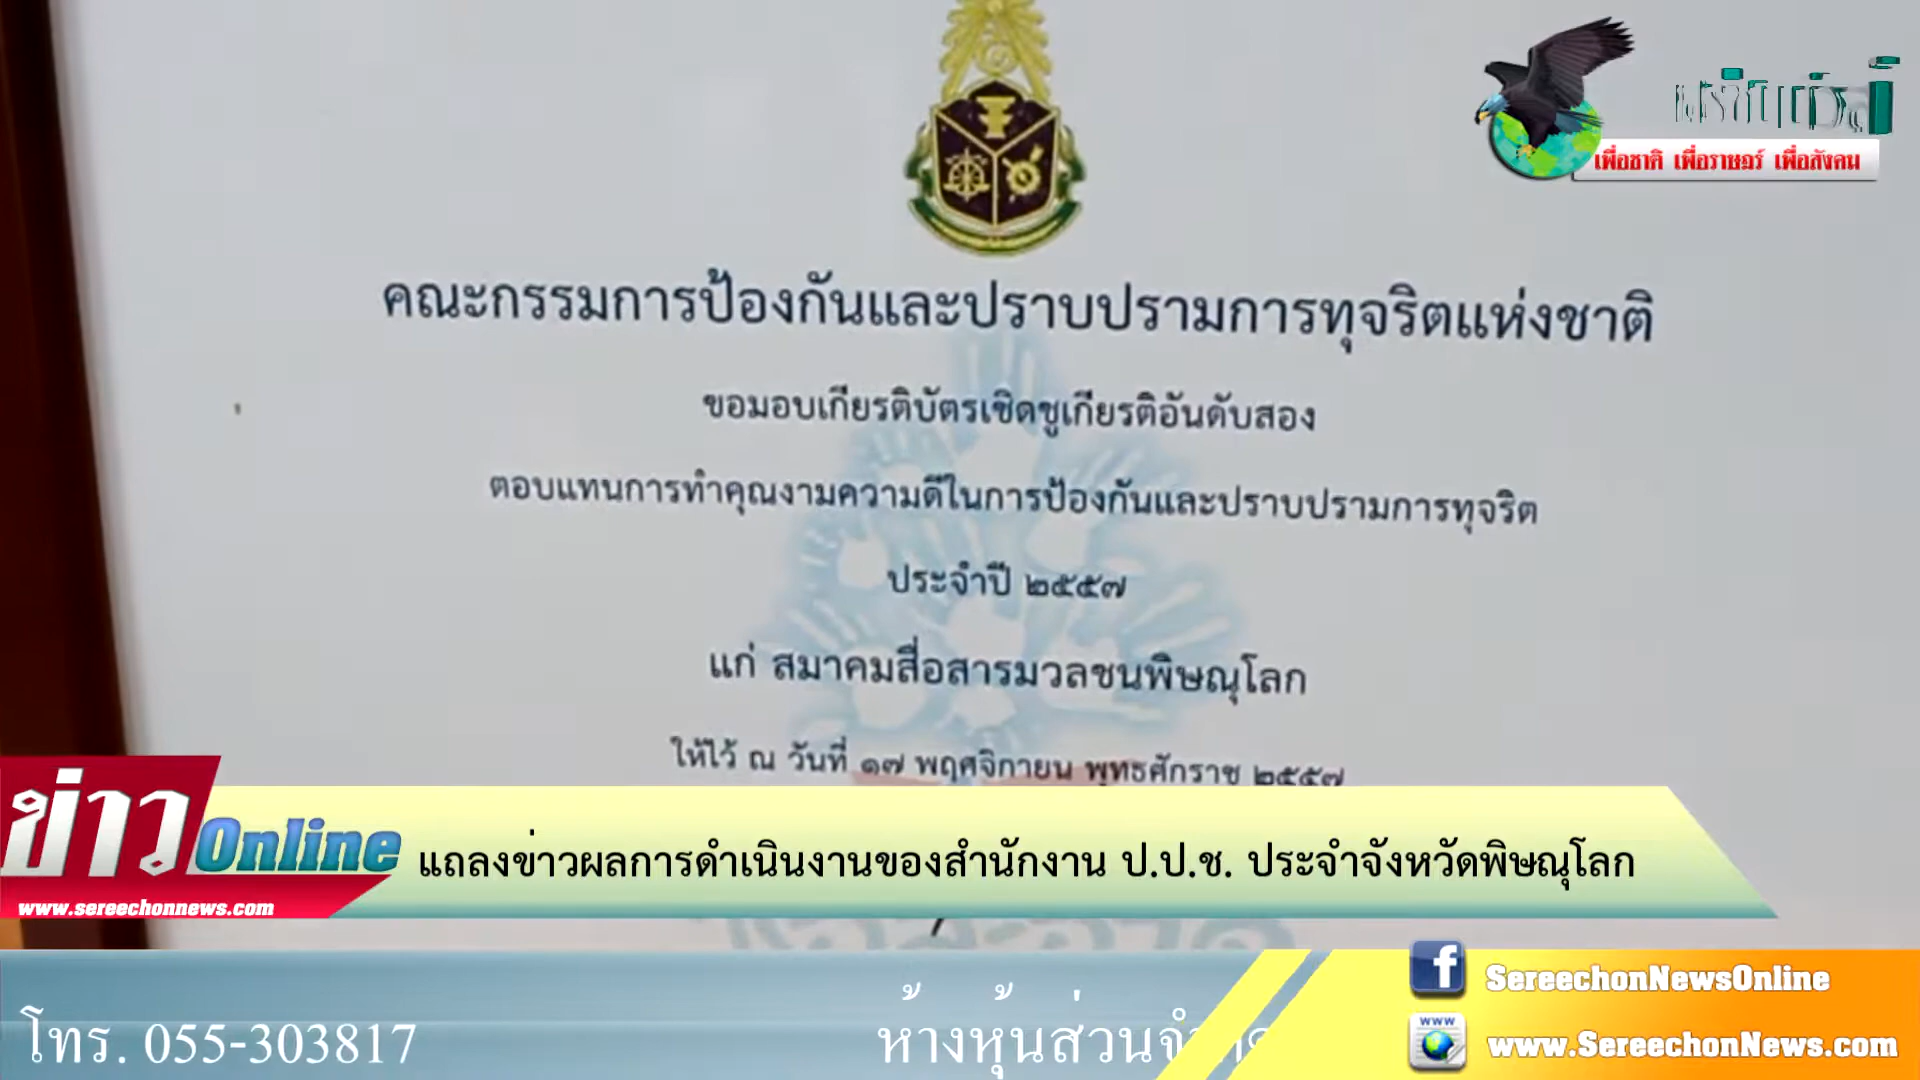 เพื่อชาติ เพื่อราษฎร์ เพื่อสังคม
คณะกรรมการป้องกันและปราบปรามการทุจริตแห่งชาติ
ขอมอบเกียรติบัตรเชิดชูเกียรติอันดับสอง
ตอบแทนการทำคุณงามความดีในการป้องกันและปราบปรามการทุจริต
ประจำปี ๒๕๕๗
แก่ สมาคมสื่อสารมวลชนพิษณุโลก
ให้ไว้ ณ วันที่ ๑๗ พฤศจิกายน พุทธศักราช ๒๕๕๗
ข่าว Online
www.sereechonnews.com
แถลงข่าวผลการดำเนินงานของสำนักงาน ป.ป.ช. ประจำจังหวัดพิษณุโลก
โทร. 055-303817
ห้างหุ้นส่วน
SereechonNewsOnline
www.SereechonNews.com